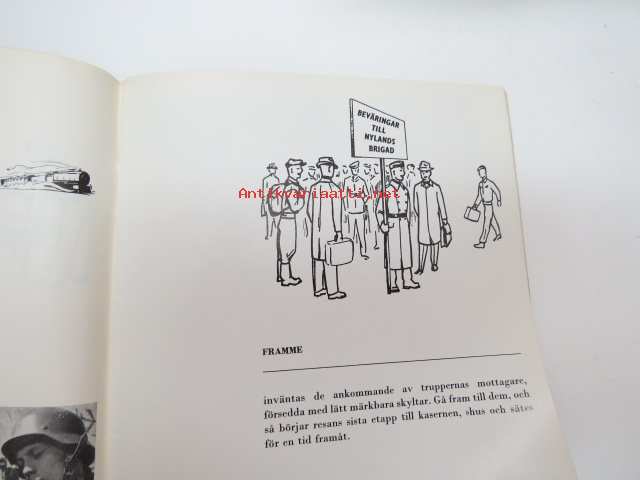 BEVÄRINGAR
TILL
NYLANDS
BRIGAD
Antikvariaatti.net
FRAMME
inväntas de ankommande av truppernas mottagare,
försedda med lätt märkbara skyltar. Gå fram till dem, och
så börjar resans sista etapp till kasernen, shus och sätes
för en tid framåt.